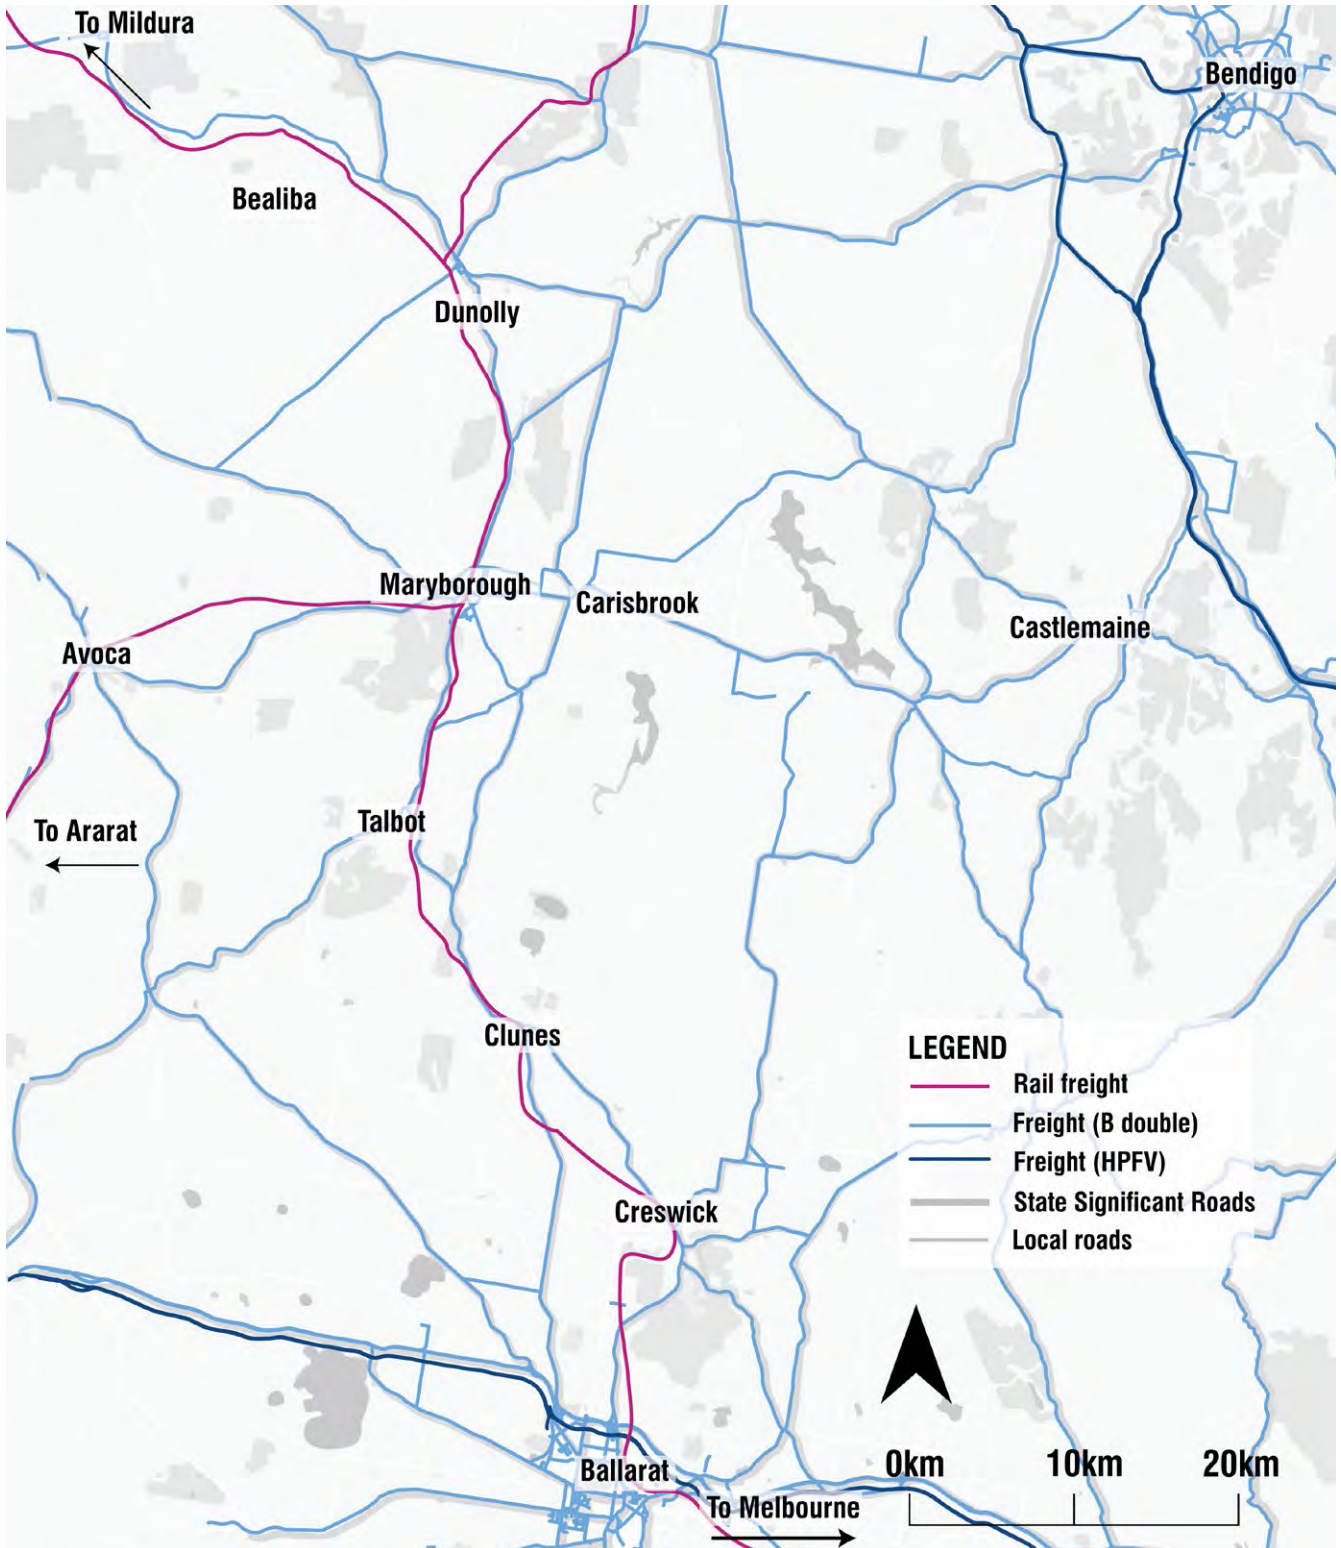 To Mildura
Bendigo
Bealiba
Dunolly
Maryborough
Carisbrook
Castlemaine
Avoca
Talbot
To Ararat
Clunes
LEGEND
Rail freight
Freight (B double)
Freight (HPFV)
State Significant Roads
Local roads
Creswick
Ballarat
To Melbourne
0km
10km
20km